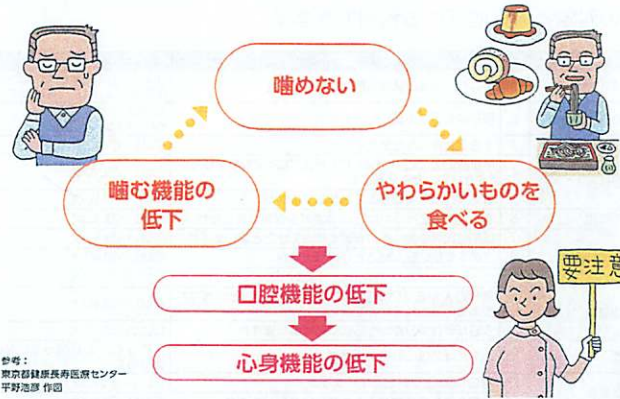 噛めない
噛む機能の
低下
やわらかいものを
食べる
要注意
口腔機能の低下
心身機能の低下
参考：
東京都健康長寿医療センター
平野浩彦 作図